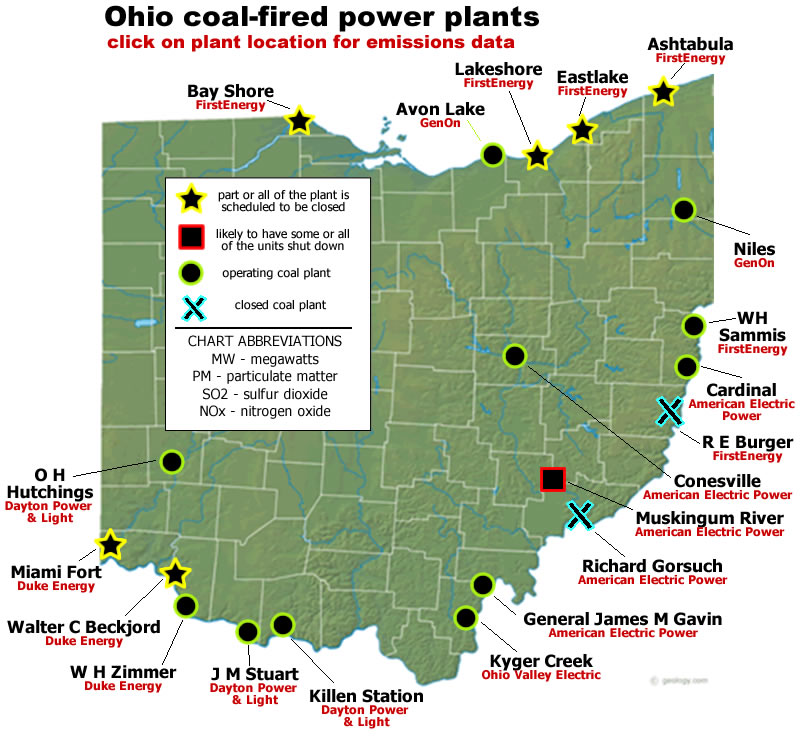 Ohio coal-fired power plants
click on plant location for emissions data
Ashtabula
FirstEnergy
Lakeshore
FirstEnergy
Eastlake
FirstEnergy
Bay Shore
FirstEnergy
Avon Lake
GenOn
part or all of the plant is
scheduled to be closed
likely to have some or all
of the units shut down
operating coal plant
closed coal plant
CHART ABBREVIATIONS
MW - megawatts
PM - particulate matter
SO2 - sulfur dioxide
NOx - nitrogen oxide
Niles
GenOn
WH
Sammis
FirstEnergy
Cardinal
American Electric
Power
R E Burger
FirstEnergy
Conesville
American Electric Power
Muskingum River
American Electric Power
Richard Gorsuch
American Electric Power
General James M Gavin
American Electric Power
Kyger Creek
Ohio Valley Electric
O H
Hutchings
Dayton Power
& Light
Miami Fort
Duke Energy
Walter C Beckjord
Duke Energy
W H Zimmer
Duke Energy
J M Stuart
Dayton Power
& Light
Killen Station
Dayton Power
& Light
© geology.com